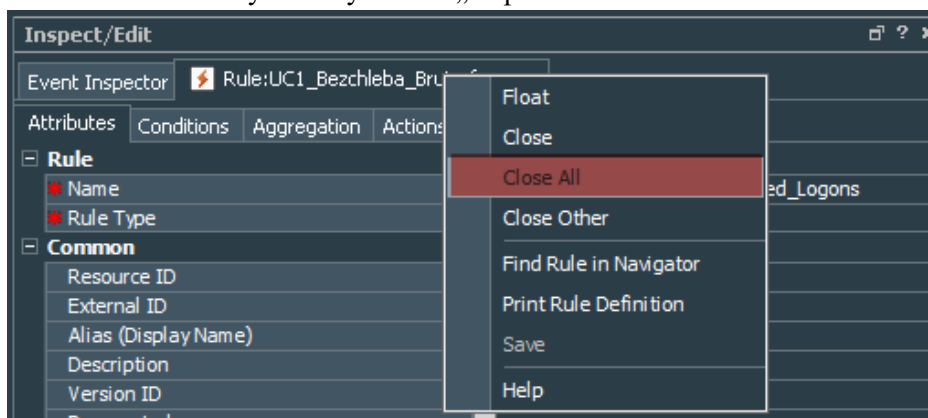 Inspect/Edit
Event Inspector Rule:UC1_Bezchleba_
Attributes Conditions Aggregation Actions
Rule
Name ed_Logons
Rule Type
Common
Resource ID
External ID
Alias (Display Name)
Description
Version ID
Float
Close
Close All
Close Other
Find Rule in Navigator
Print Rule Definition
Save
Help